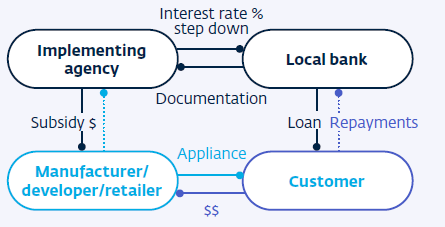 Interest rate %
step down
Implementing
agency
Local bank
Documentation
Subsidy $
Loan Repayments
Manufacturer/
developer/retailer
Appliance
Customer
$$